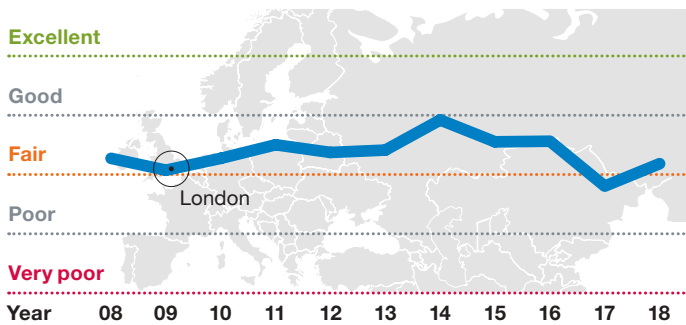 Excellent
Good
Fair
London
Poor
Very poor
Year 08 09 10 11 12 13 14 15 16 17 18